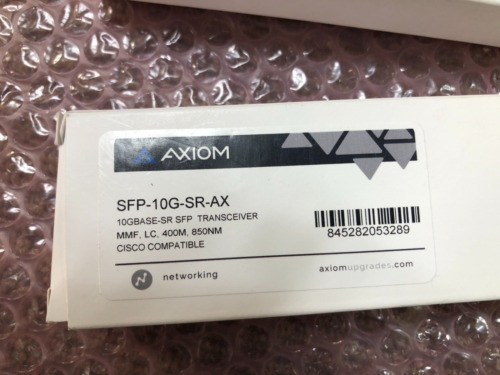 AXIOM
SFP-10G-SR-AX
10GBASE-SR SFP TRANSCEIVER
MMF, LC, 400M, 850NM
CISCO COMPATIBLE
845282053289
networking
axiomupgrades.com